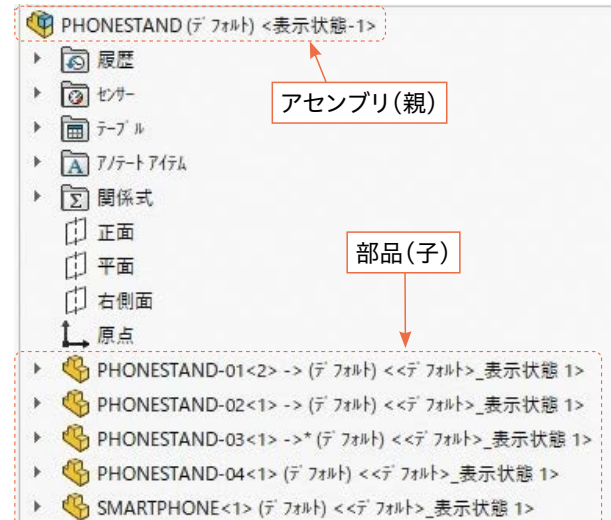 PHONESTAND (ﾃﾞﾌｫﾙﾄ) <表示状態-1>
履歴
ｾﾝｻｰ
アセンブリ（親）
ﾃｰﾌﾞﾙ
ｱﾉﾃｰﾄ ｱｲﾃﾑ
関係式
正面
部品（子）
平面
右側面
原点
PHONESTAND-01<2> -> (ﾃﾞﾌｫﾙﾄ) <<ﾃﾞﾌｫﾙﾄ>_表示状態 1>
PHONESTAND-02<1> -> (ﾃﾞﾌｫﾙﾄ) <<ﾃﾞﾌｫﾙﾄ>_表示状態 1>
PHONESTAND-03<1> ->* (ﾃﾞﾌｫﾙﾄ) <<ﾃﾞﾌｫﾙﾄ>_表示状態 1>
PHONESTAND-04<1> (ﾃﾞﾌｫﾙﾄ) <<ﾃﾞﾌｫﾙﾄ>_表示状態 1>
SMARTPHONE<1> (ﾃﾞﾌｫﾙﾄ) <<ﾃﾞﾌｫﾙﾄ>_表示状態 1>